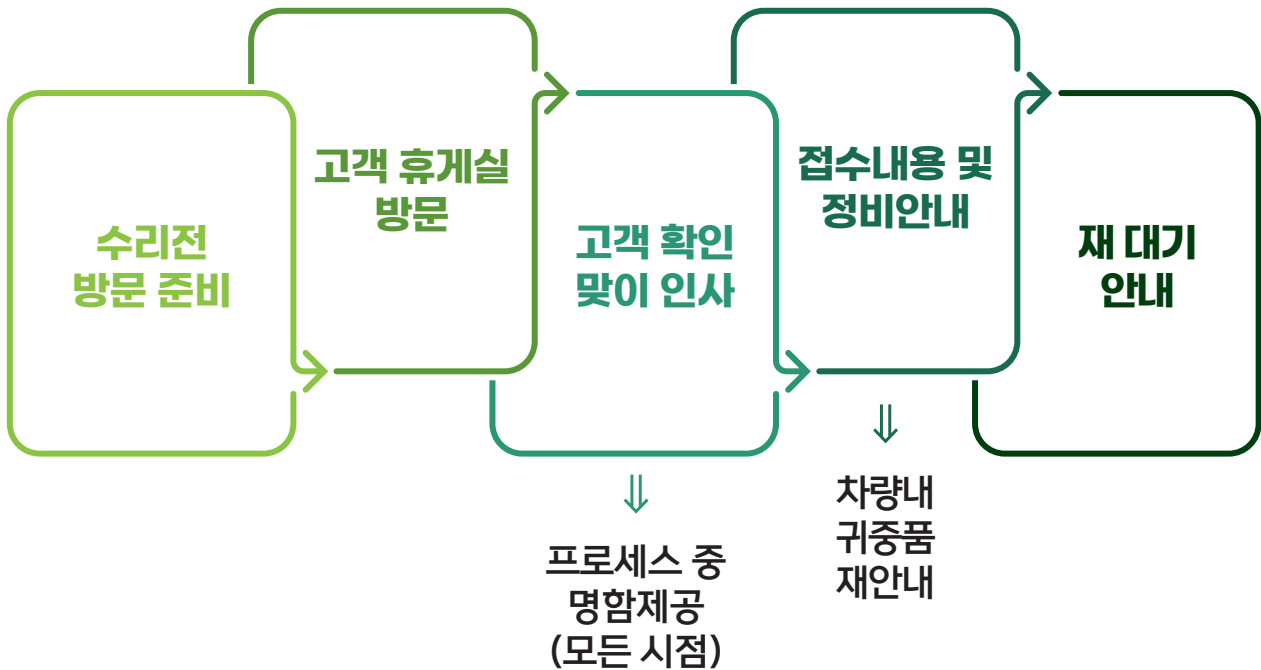 수리전
방문 준비
고객 휴게실
방문
고객 확인
맞이 인사
접수내용 및
정비안내
재 대기
안내
프로세스 중
명함제공
(모든 시점)
차량내
귀중품
재안내